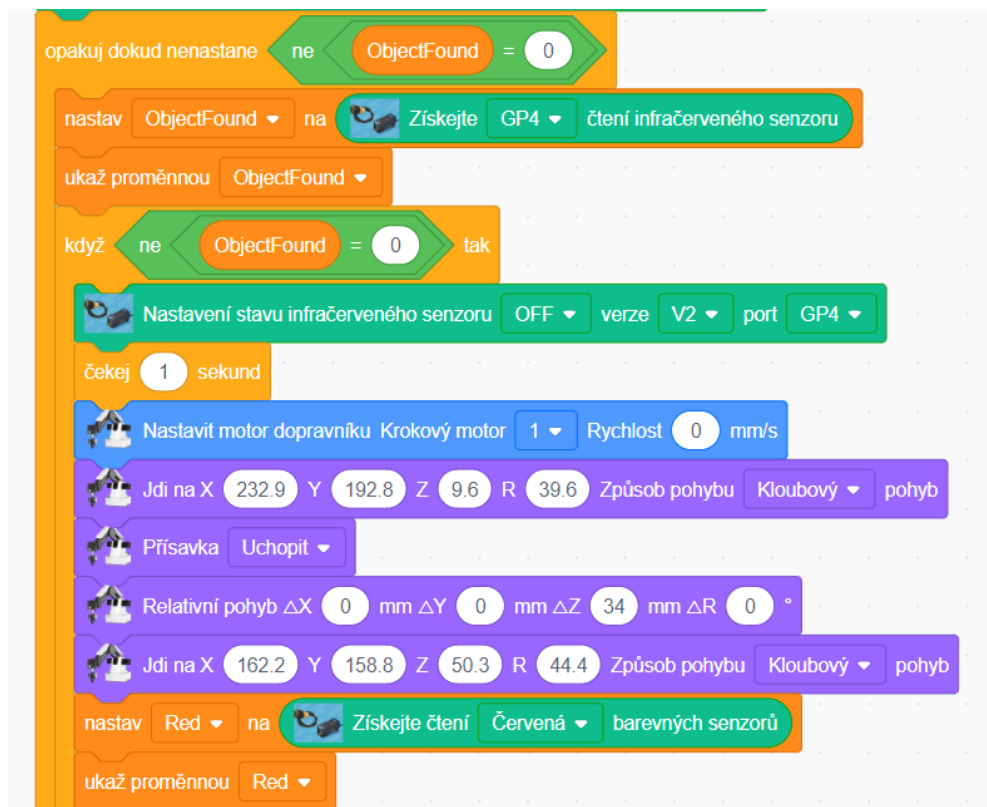 opakuj dokud nenastane ne ObjectFound = 0
nastav ObjectFound na Získejte GP4 čtení infračerveného senzoru
ukaž proměnnou ObjectFound
když ne ObjectFound = 0 tak
Nastavení stavu infračerveného senzoru OFF verze V2 port GP4
čekej 1 sekund
Nastavit motor dopravníku Krokový motor 1 Rychlost 0 mm/s
Jdi na X 232.9 Y 192.8 Z 9.6 R 39.6 Způsob pohybu Kloubový pohyb
Přísavka Uchopit
Relativní pohyb △X 0 mm △Y 0 mm △Z 34 mm △R 0 °
Jdi na X 162.2 Y 158.8 Z 50.3 R 44.4 Způsob pohybu Kloubový pohyb
nastav Red na Získejte čtení Červená barevných senzorů
ukaž proměnnou Red